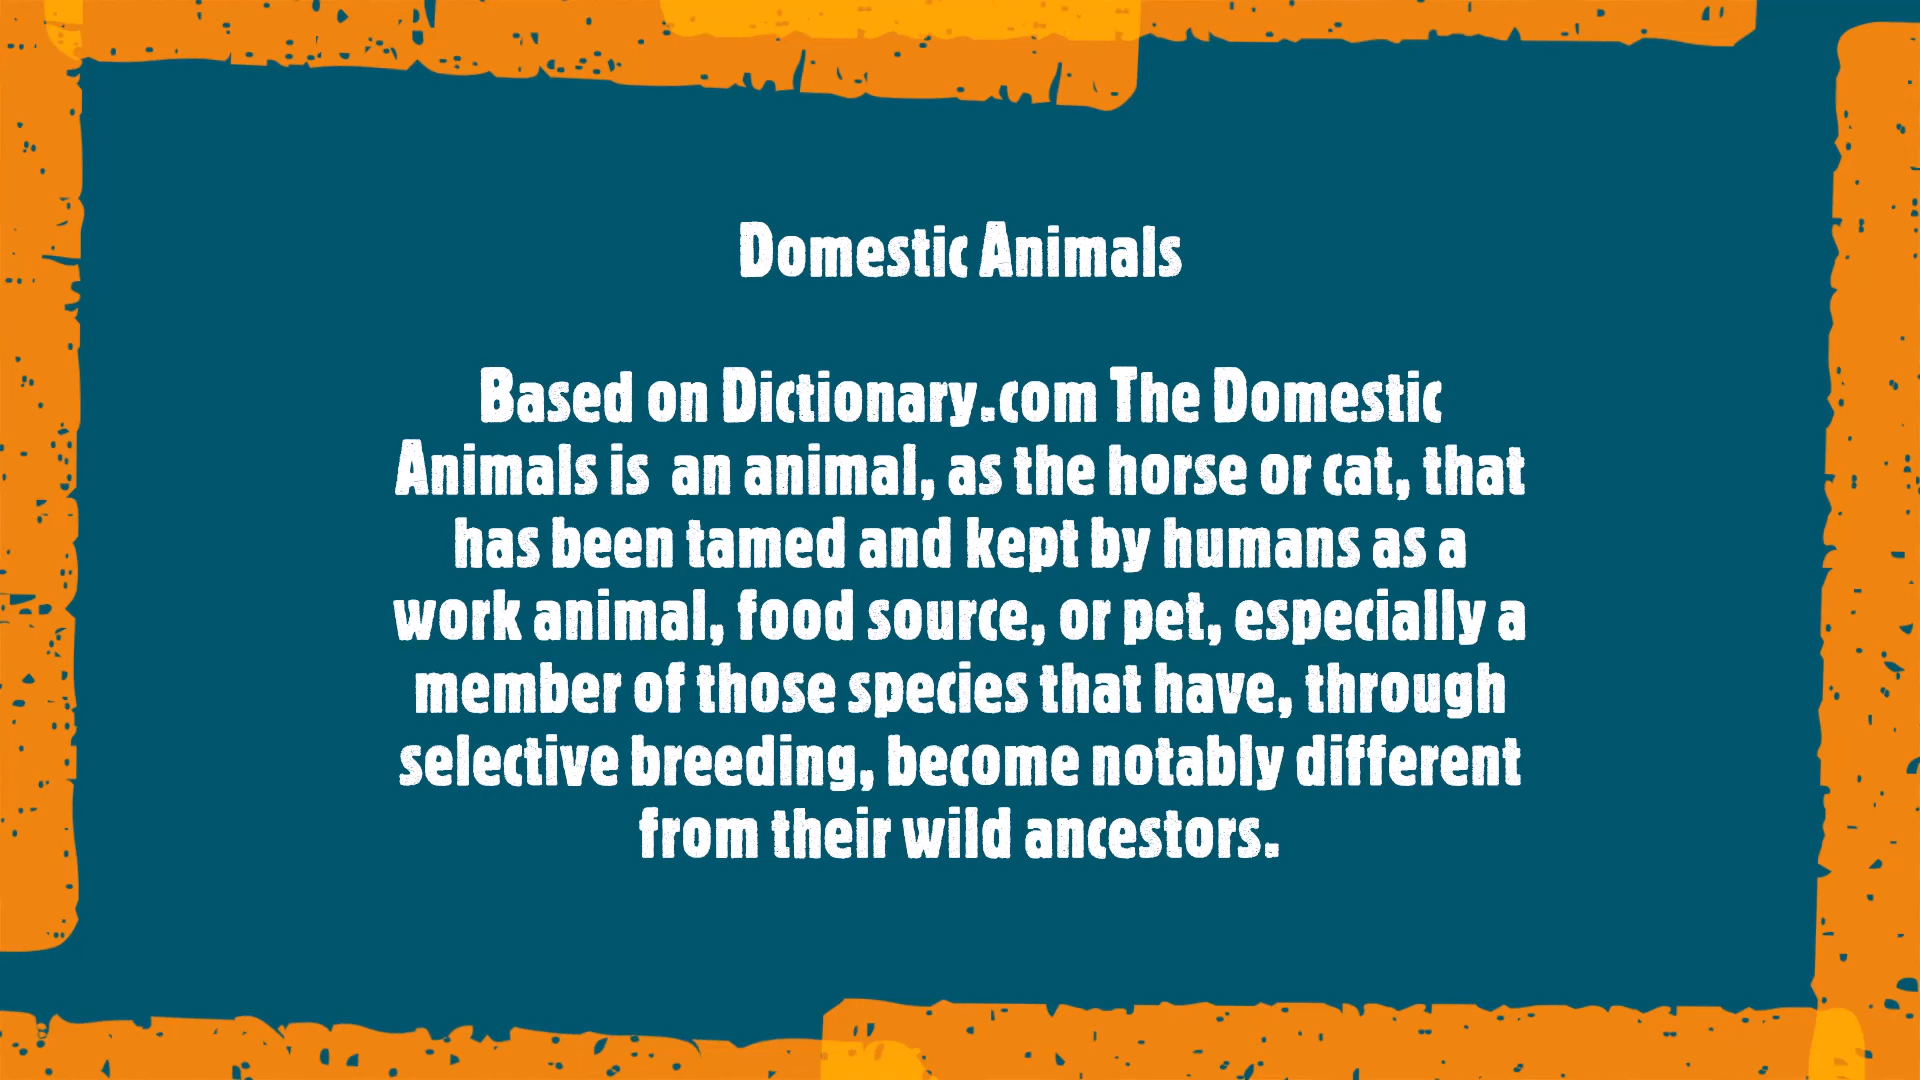 Domestic Animals
Based on Dictionary.com The Domestic
Animals is  an animal, as the horse or cat, that
has been tamed and kept by humans as a
work animal, food source, or pet, especially a
member of those species that have, through
selective breeding, become notably different
from their wild ancestors.